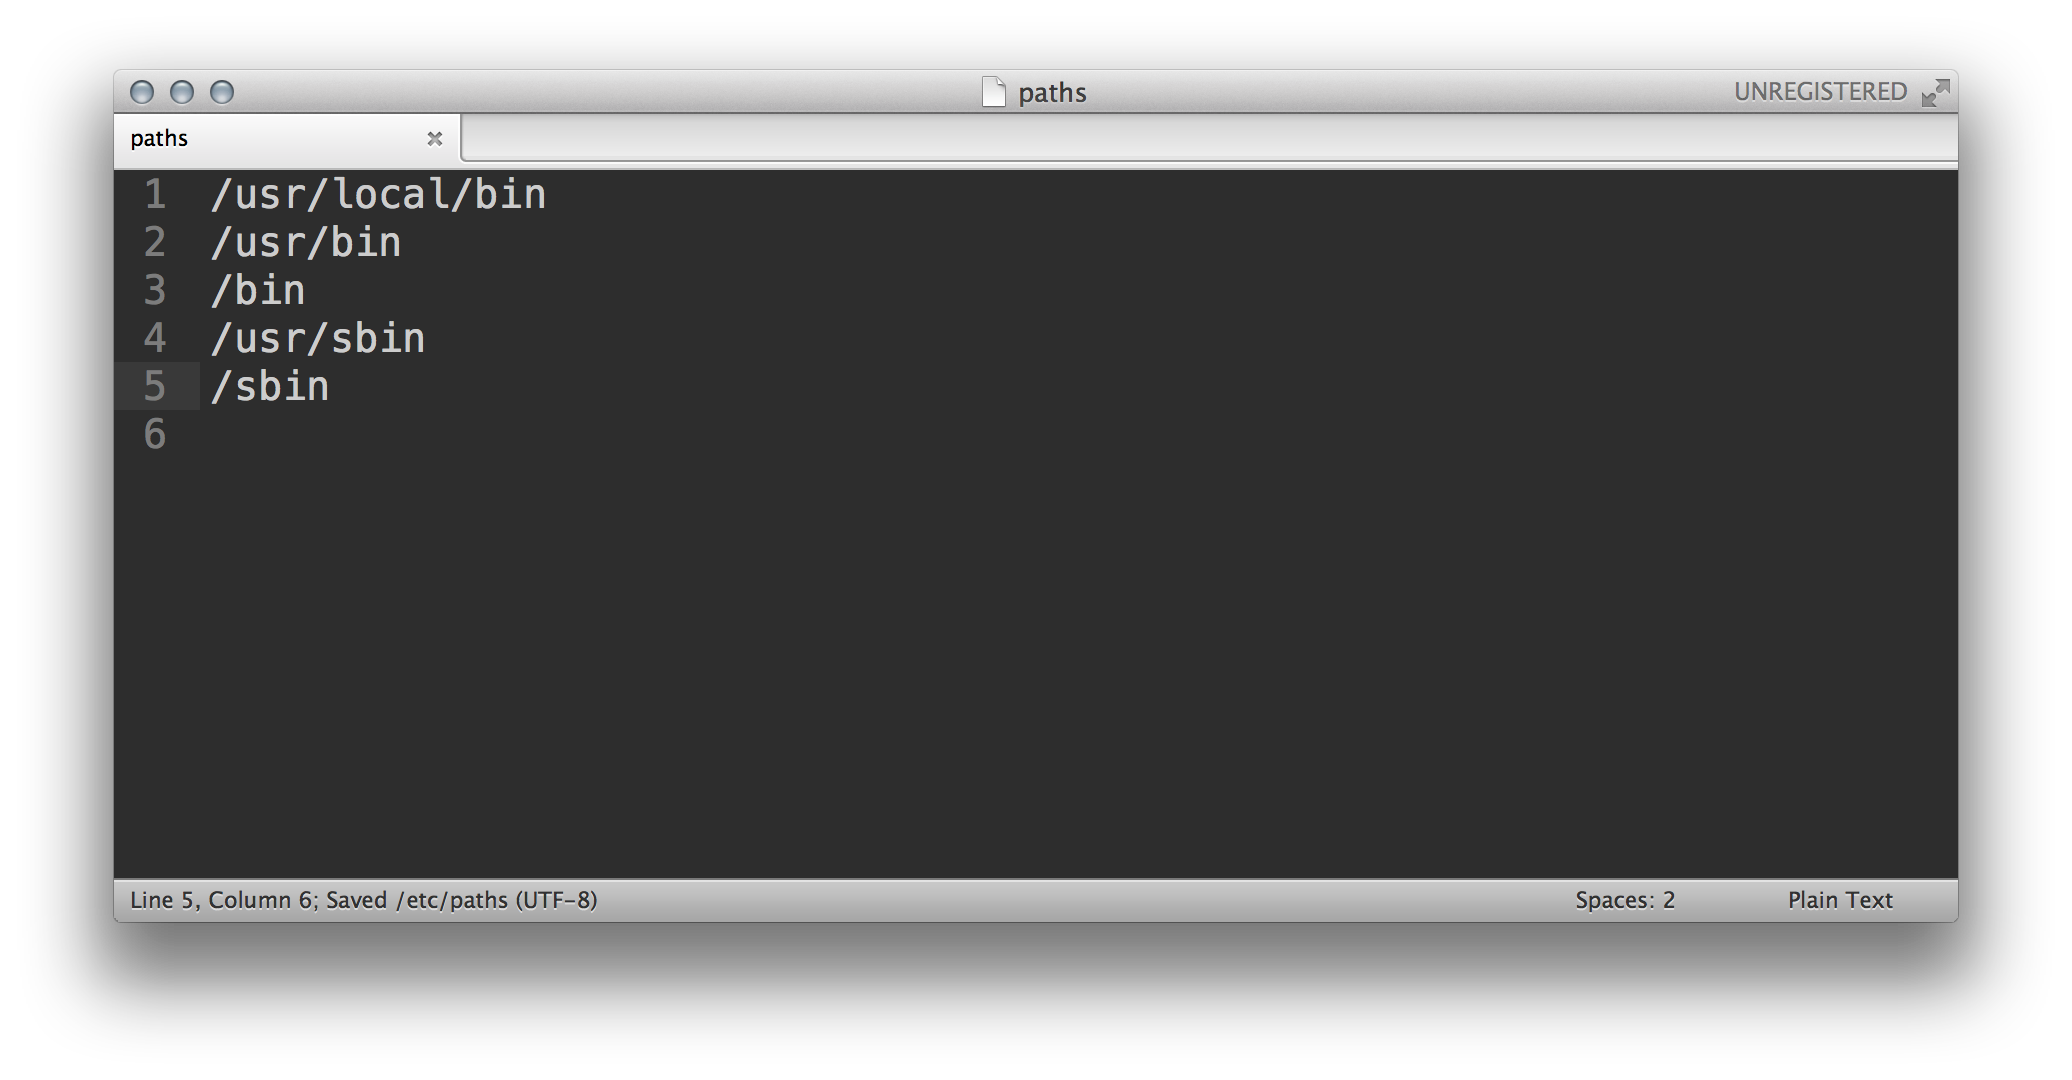 paths
UNREGISTERED
paths
1 /usr/local/bin
2 /usr/bin
3 /bin
4 /usr/sbin
5 /sbin
6
Line 5, Column 6; Saved /etc/paths (UTF-8)
Spaces: 2
Plain Text